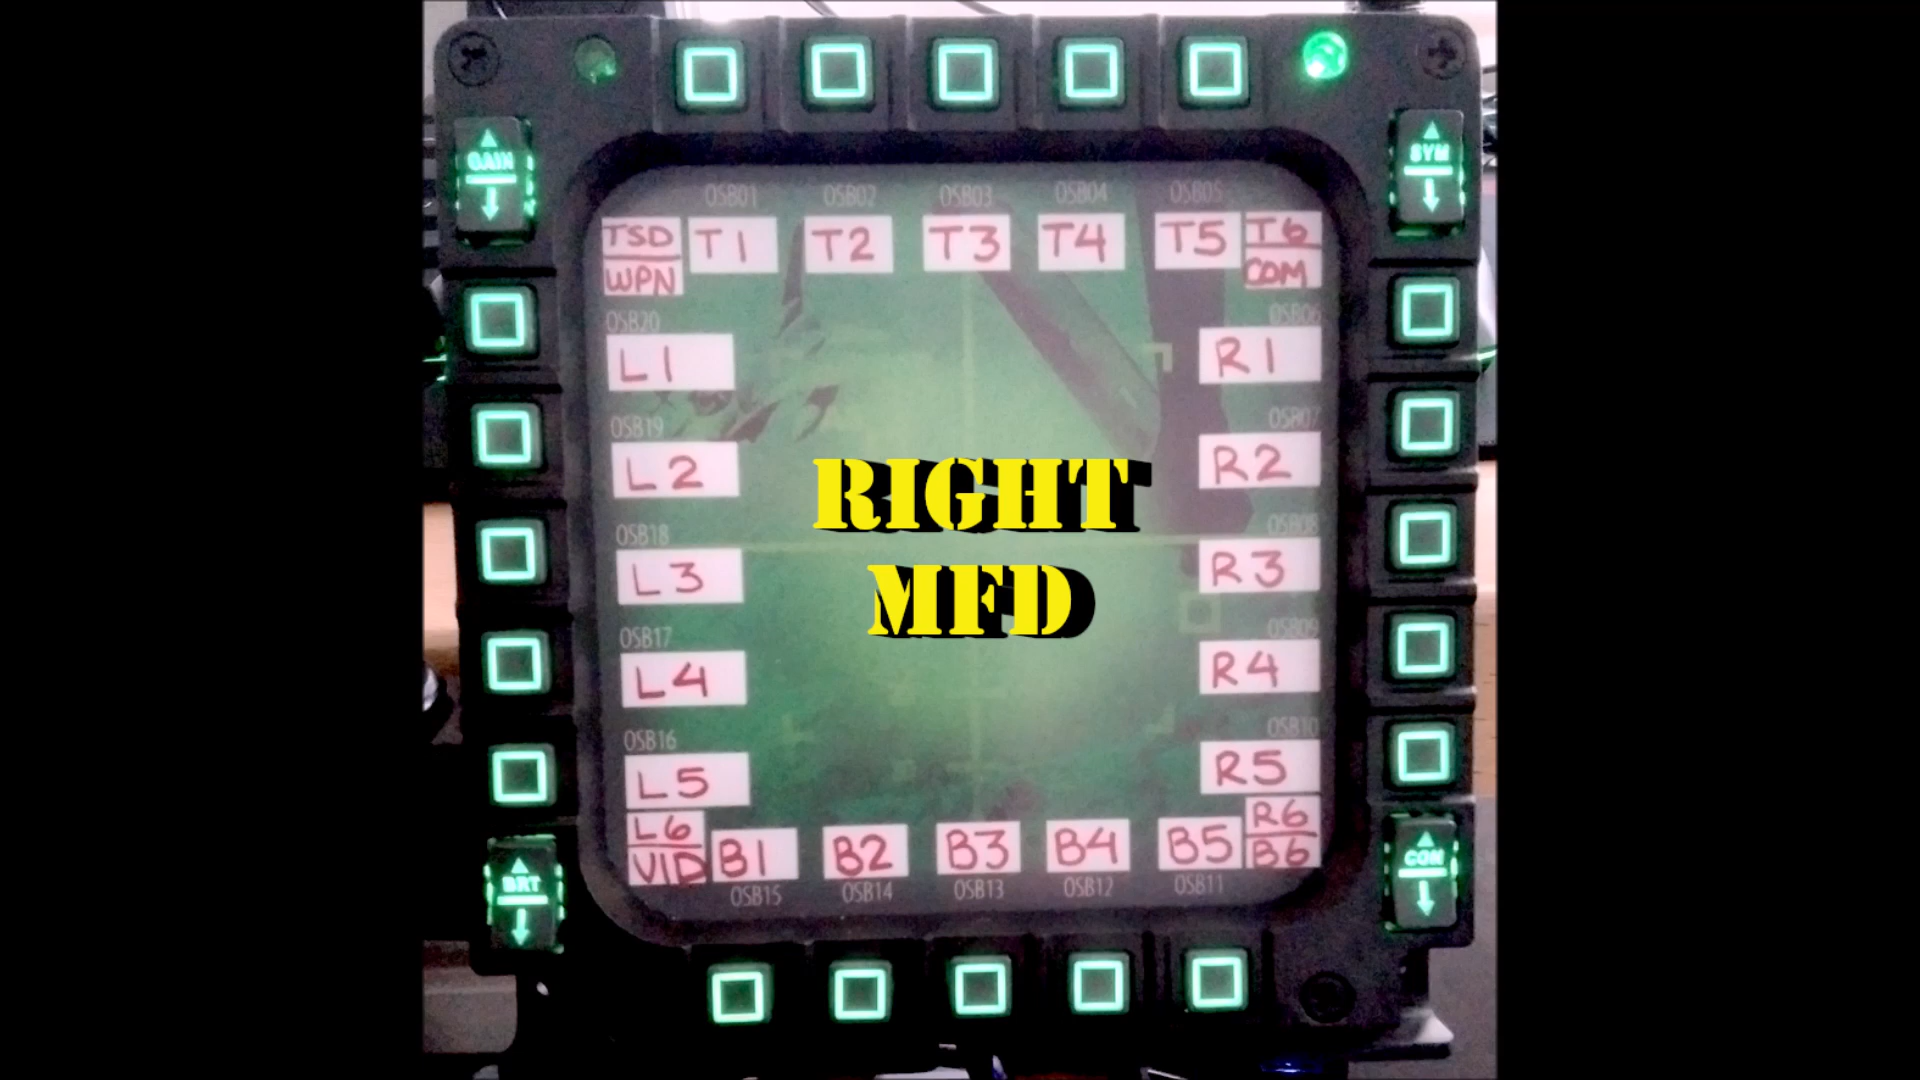 GAIN
SYM
OSB01 OSB02 OSB03 OSB04 OSB05
TSD T1 T2 T3 T4 T5 T6
WPN COM
OSB20 OSB06
L1 R1
OSB19 OSB07
L2 R2
RIGHT
OSB18 OSB08
L3 R3
MFD
OSB17 OSB09
L4 R4
OSB16 OSB10
L5 R5
L6 R6
VID B1 B2 B3 B4 B5 B6
OSB15 OSB14 OSB13 OSB12 OSB11
BRT
CON